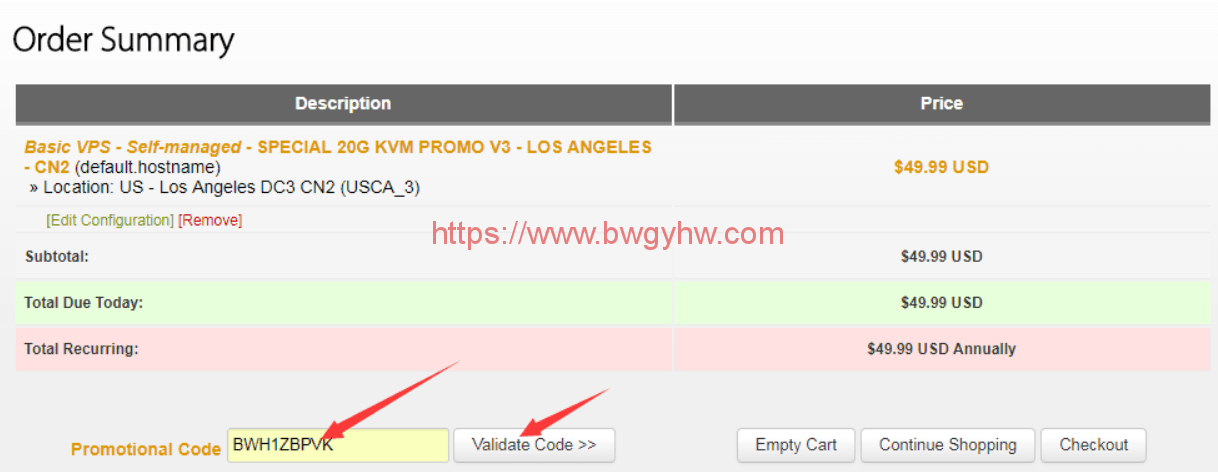 Order Summary
Description Price
Basic VPS - Self-managed - SPECIAL 20G KVM PROMO V3 - LOS ANGELES
- CN2 (default.hostname) $49.99 USD
» Location: US - Los Angeles DC3 CN2 (USCA_3)
[Edit Configuration] [Remove]
https://www.bwgyhw.com
Subtotal: $49.99 USD
Total Due Today: $49.99 USD
Total Recurring: $49.99 USD Annually
Promotional Code BWH1ZBPVK Validate Code >> Empty Cart Continue Shopping Checkout